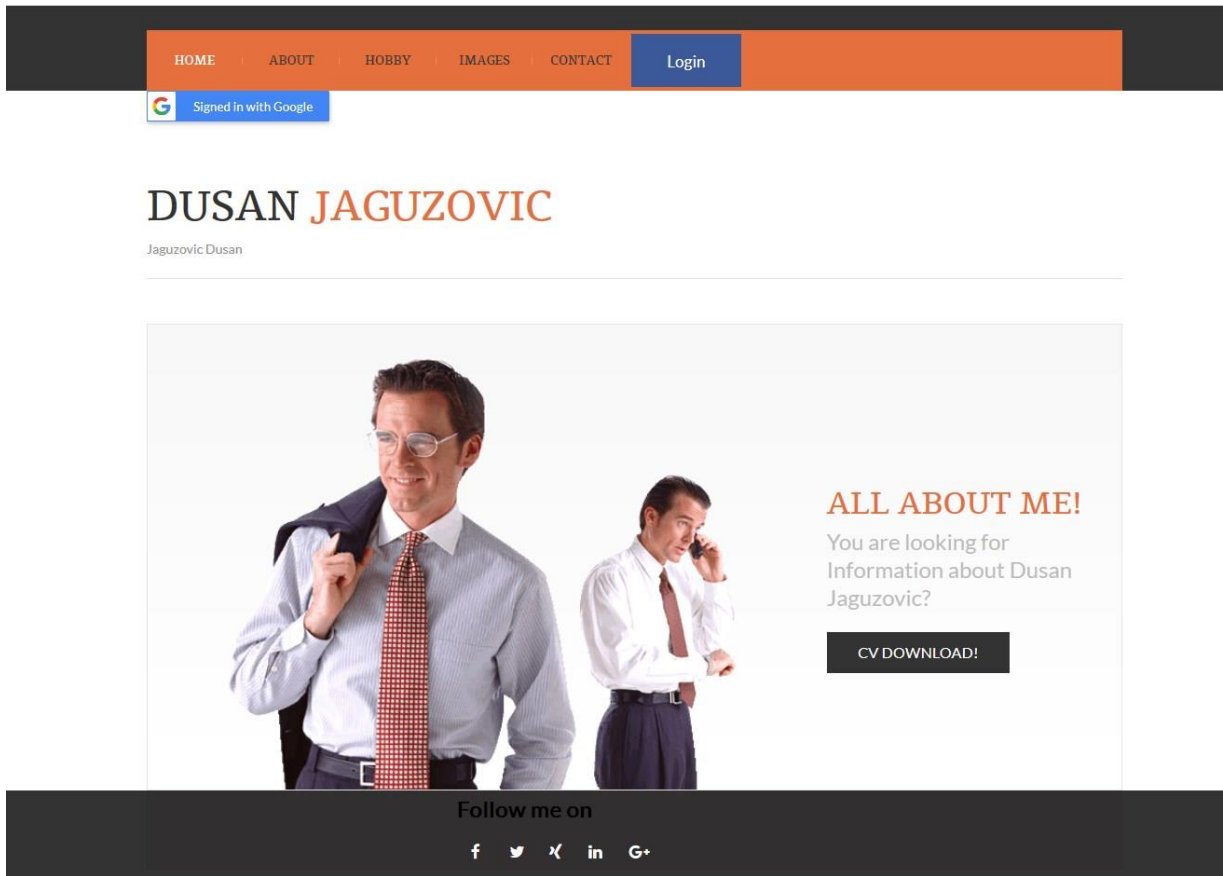 HOME ABOUT HOBBY IMAGES CONTACT Login
Signed in with Google
DUSAN JAGUZOVIC
Jaguzovic Dusan
ALL ABOUT ME!
You are looking for
Information about Dusan
Jaguzovic?
CV DOWNLOAD!
Follow me on